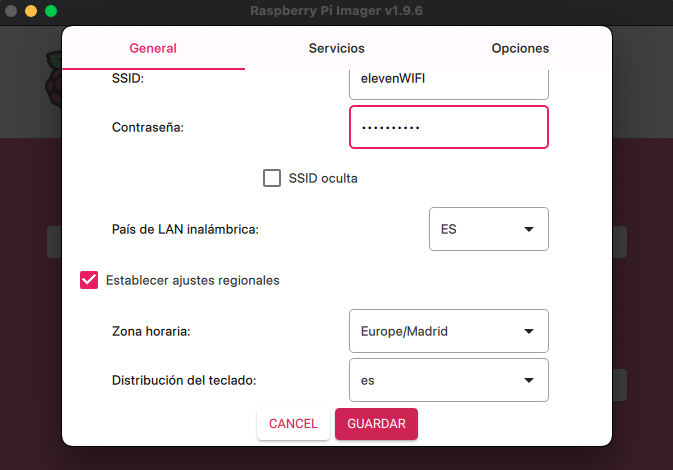 Raspberry Pi Imager v1.9.6
General Servicios Opciones
SSID: elevenWIFI
Contraseña: ••••••••••
SSID oculta
País de LAN inalámbrica: ES
Establecer ajustes regionales
Zona horaria: Europe/Madrid
Distribución del teclado: es
CANCEL GUARDAR